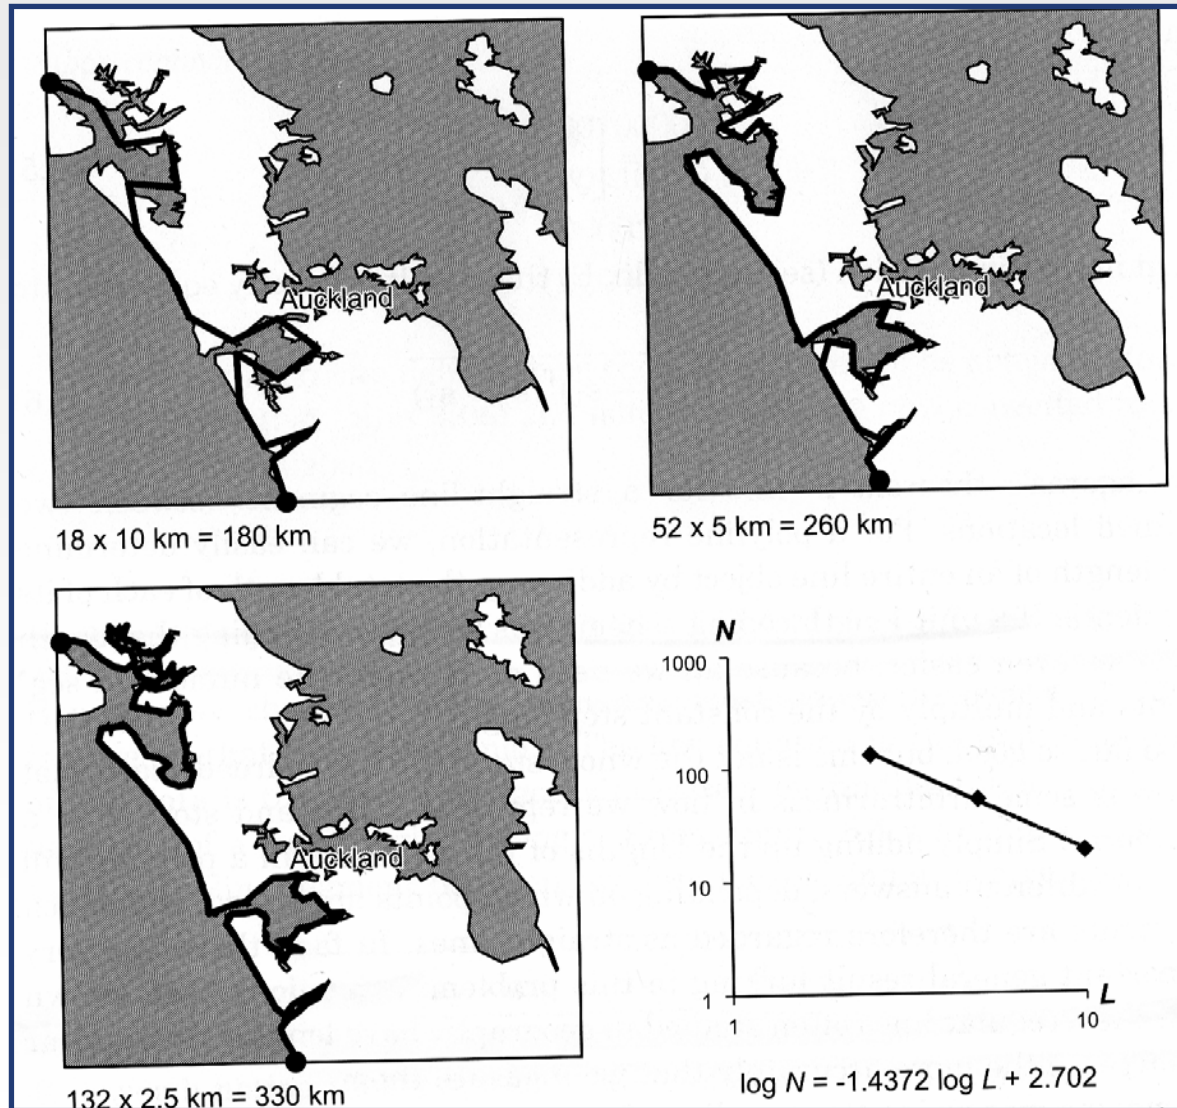 Auckland
18 x 10 km = 180 km
Auckland
52 x 5 km = 260 km
Auckland
132 x 2.5 km = 330 km
N
1000
100
10
1
1
10
L
log N = -1.4372 log L + 2.702